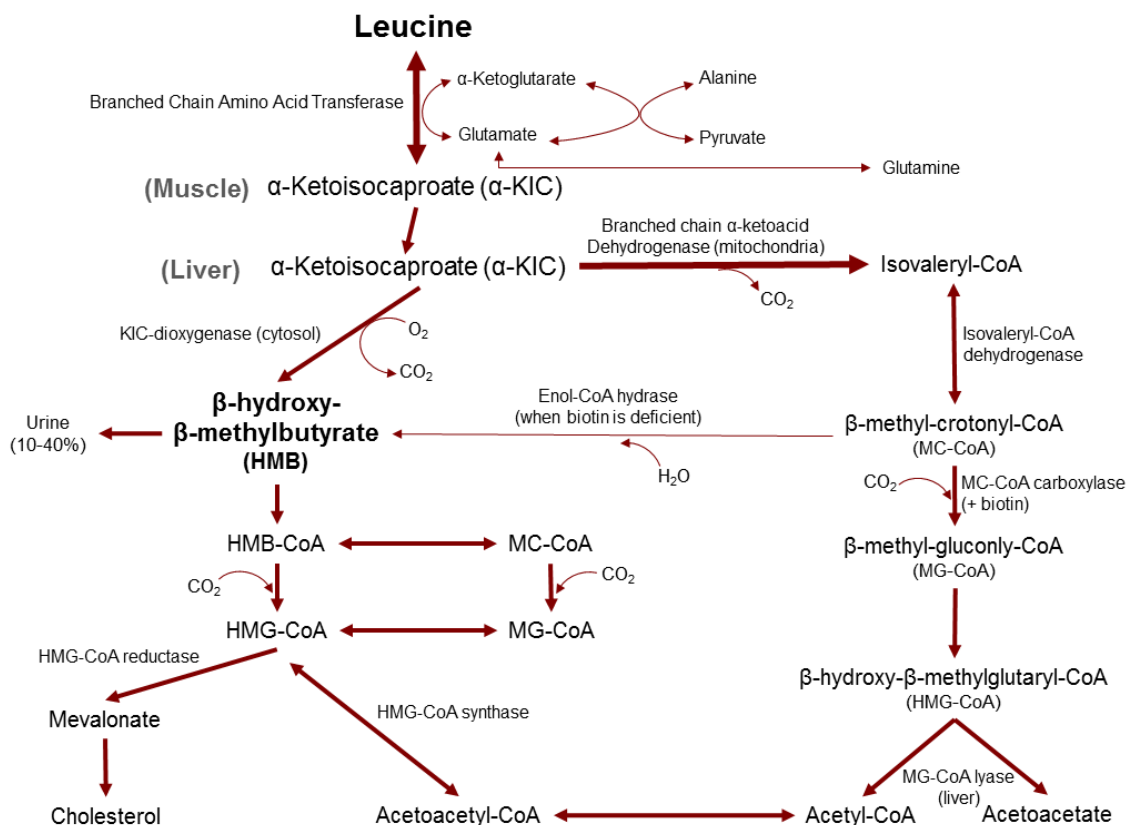 Leucine
α-Ketoglutarate
Alanine
Branched Chain Amino Acid Transferase
Glutamate
Pyruvate
Glutamine
(Muscle) α-Ketoisocaproate (α-KIC)
Branched chain α-ketoacid
Dehydrogenase (mitochondria)
(Liver) α-Ketoisocaproate (α-KIC)
Isovaleryl-CoA
CO2
KIC-dioxygenase (cytosol)
O2
CO2
Isovaleryl-CoA
dehydrogenase
β-hydroxy-
β-methylbutyrate
(HMB)
Urine
(10-40%)
Enol-CoA hydrase
(when biotin is deficient)
H2O
β-methyl-crotonyl-CoA
(MC-CoA)
CO2
MC-CoA carboxylase
(+ biotin)
HMB-CoA
MC-CoA
β-methyl-gluconly-CoA
(MG-CoA)
CO2
CO2
HMG-CoA
MG-CoA
HMG-CoA reductase
β-hydroxy-β-methylglutaryl-CoA
(HMG-CoA)
Mevalonate
HMG-CoA synthase
MG-CoA lyase
(liver)
Cholesterol
Acetoacetyl-CoA
Acetyl-CoA
Acetoacetate